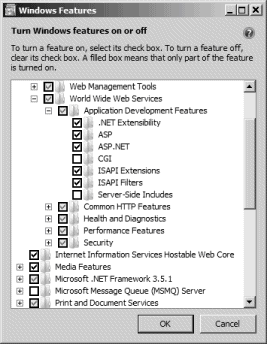 Windows Features
Turn Windows features on or off
To turn a feature on, select its check box. To turn a feature off,
clear its check box. A filled box means that only part of the feature
is turned on.
Web Management Tools
World Wide Web Services
Application Development Features
.NET Extensibility
ASP
ASP.NET
CGI
ISAPI Extensions
ISAPI Filters
Server-Side Includes
Common HTTP Features
Health and Diagnostics
Performance Features
Security
Internet Information Services Hostable Web Core
Media Features
Microsoft .NET Framework 3.5.1
Microsoft Message Queue (MSMQ) Server
Print and Document Services
OK
Cancel